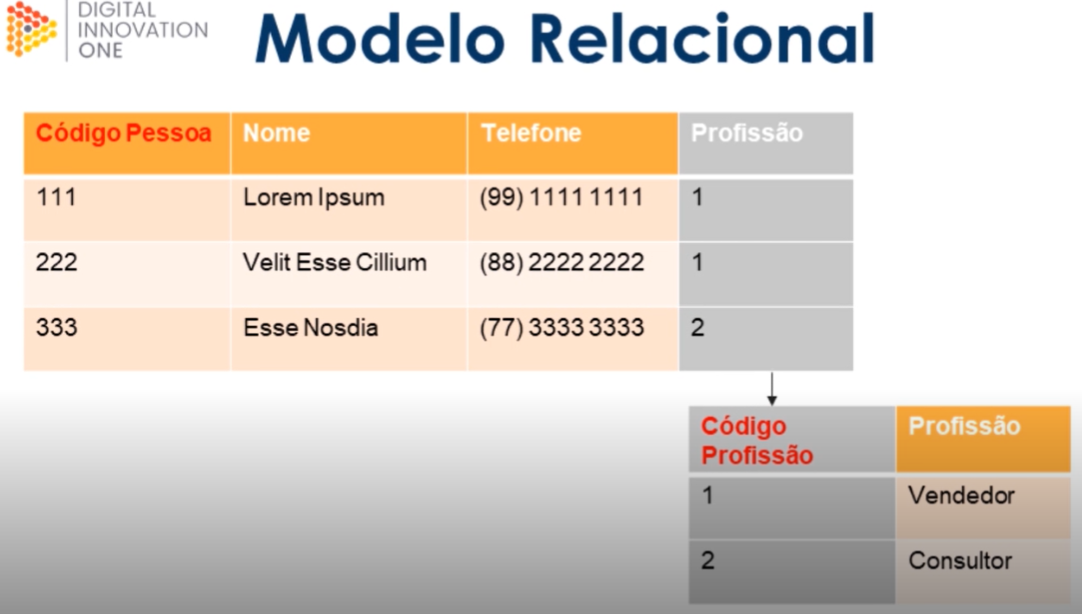 DIGITAL
INNOVATION
ONE
Modelo Relacional
Código Pessoa Nome Telefone Profissão
111 Lorem Ipsum (99) 1111 1111 1
222 Velit Esse Cillium (88) 2222 2222 1
333 Esse Nosdia (77) 3333 3333 2
Código
Profissão
Profissão
1 Vendedor
2 Consultor